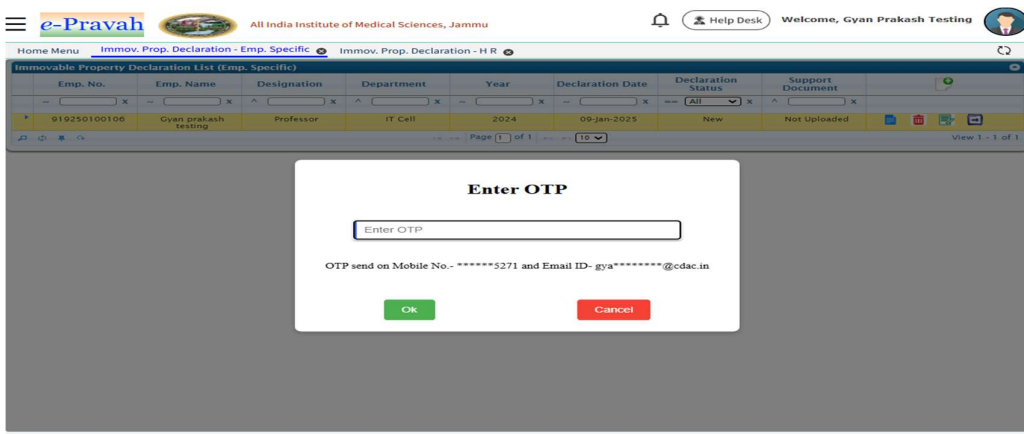 e-Pravah
All India Institute of Medical Sciences, Jammu
Help Desk
Welcome, Gyan Prakash Testing
Home Menu
Immov. Prop. Declaration - Emp. Specific
Immov. Prop. Declaration - H R
Immovable Property Declaration List (Emp. Specific)
Emp. No. Emp. Name Designation Department Year Declaration Date Declaration Status Support Document
~ x ~ x ^ x ^ x ~ x ~ x == All x ^ x
919250100106 Gyan prakash testing Professor IT Cell 2024 09-Jan-2025 New Not Uploaded
Page 1 of 1 10 View 1 - 1 of 1
Enter OTP
Enter OTP
OTP send on Mobile No.- ******5271 and Email ID- gya********@cdac.in
Ok
Cancel